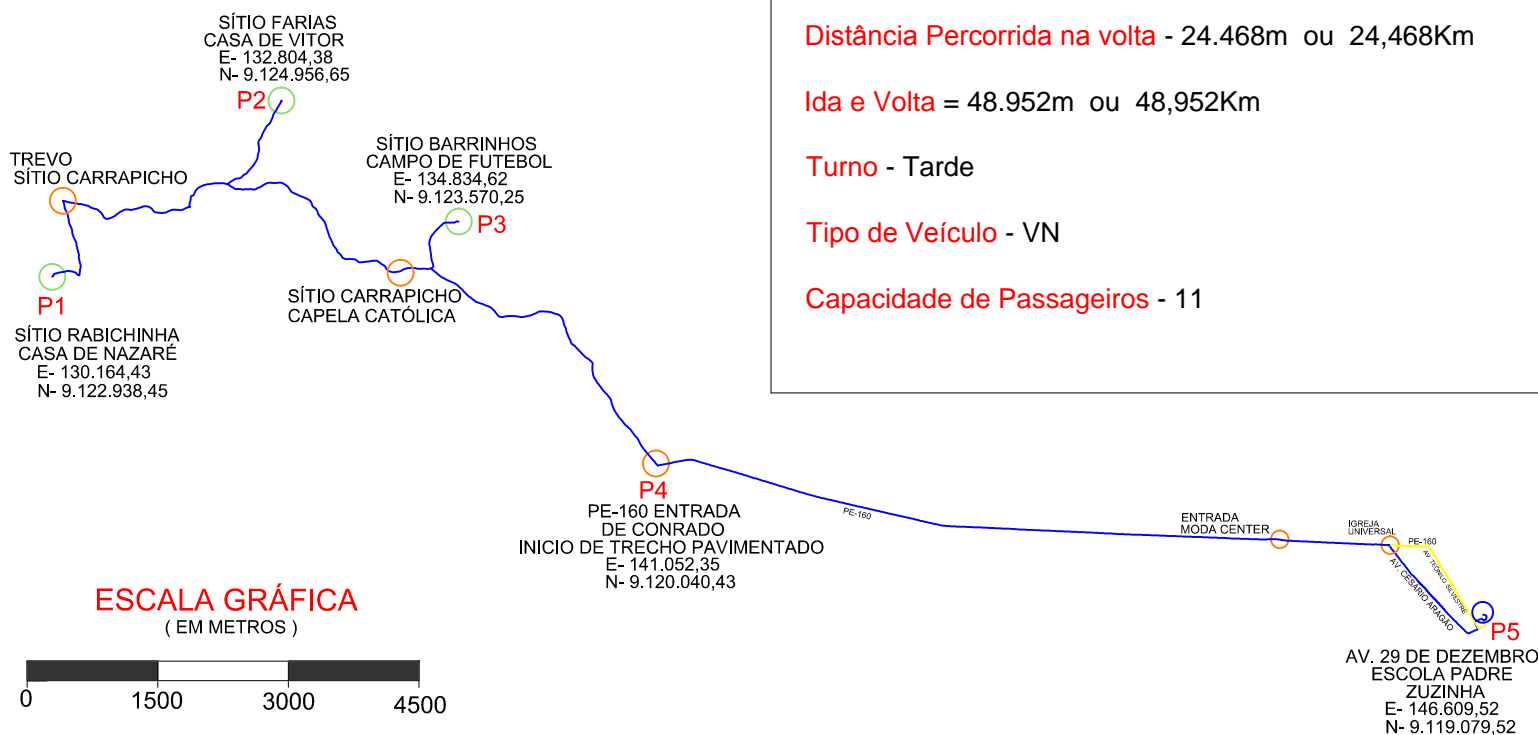 SÍTIO FARIAS
CASA DE VITOR
E- 132.804,38
N- 9.124.956,65
P2
Distância Percorrida na volta - 24.468m ou 24,468Km
Ida e Volta = 48.952m ou 48,952Km
Turno - Tarde
Tipo de Veículo - VN
Capacidade de Passageiros - 11
TREVO
SÍTIO CARRAPICHO
SÍTIO BARRINHOS
CAMPO DE FUTEBOL
E- 134.834,62
N- 9.123.570,25
P3
P1
SÍTIO RABICHINHA
CASA DE NAZARÉ
E- 130.164,43
N- 9.122.938,45
SÍTIO CARRAPICHO
CAPELA CATÓLICA
P4
PE-160 ENTRADA
DE CONRADO
INICIO DE TRECHO PAVIMENTADO
E- 141.052,35
N- 9.120.040,43
PE-160
ENTRADA
MODA CENTER
IGREJA
UNIVERSAL
PE-160
AV. TEONILO SILVESTRE
AV. CESÁRIO ARAGÃO
P5
AV. 29 DE DEZEMBRO
ESCOLA PADRE
ZUZINHA
E- 146.609,52
N- 9.119.079,52
ESCALA GRÁFICA
( EM METROS )
0 1500 3000 4500